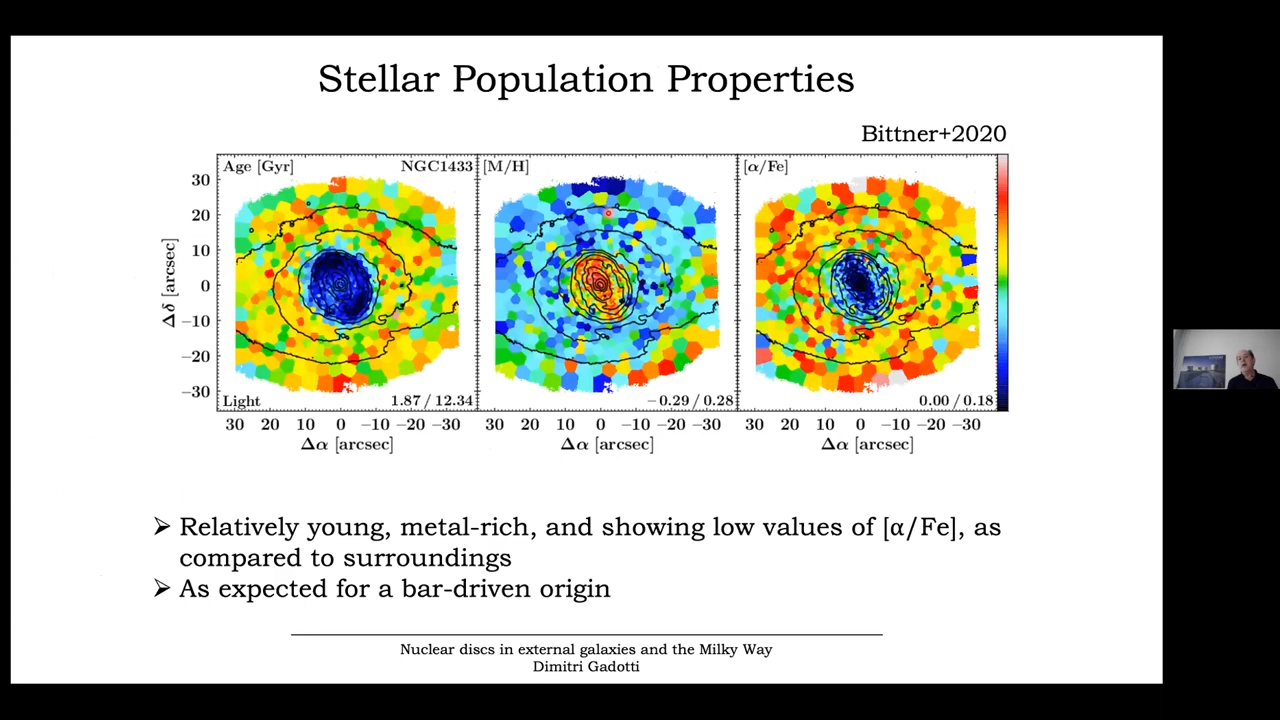 Stellar Population Properties
Bittner+2020
Age [Gyr] NGC1433 [M/H] [α/Fe]
30
20
10
0
−10
−20
−30
Δδ [arcsec]
Light 1.87 / 12.34 −0.29 / 0.28 0.00 / 0.18
30 20 10 0 −10 −20 −30 30 20 10 0 −10 −20 −30 30 20 10 0 −10 −20 −30
Δα [arcsec] Δα [arcsec] Δα [arcsec]
➢ Relatively young, metal-rich, and showing low values of [α/Fe], as
compared to surroundings
➢ As expected for a bar-driven origin
Nuclear discs in external galaxies and the Milky Way
Dimitri Gadotti